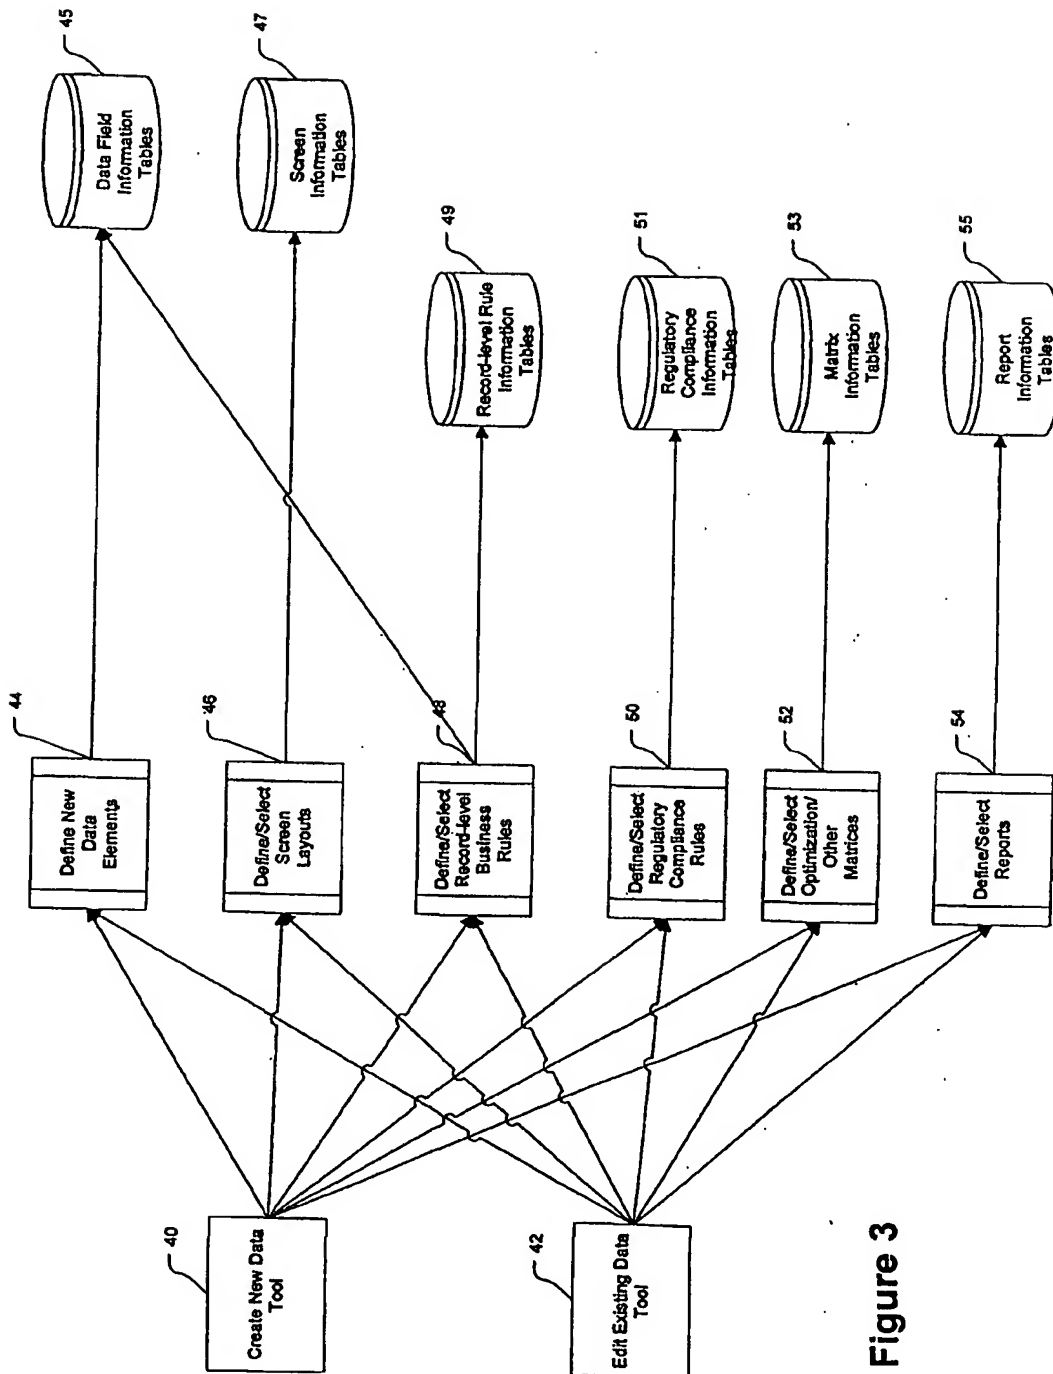 40
Create New Data
Tool
42
Edit Existing Data
Tool
44
Define New
Data
Elements
46
Define/Select
Screen
Layouts
48
Define/Select
Record-level
Business
Rules
50
Define/Select
Regulatory
Compliance
Rules
52
Define/Select
Optimization/
Other
Matrices
54
Define/Select
Reports
45
Data Field
Information
Tables
47
Screen
Information
Tables
49
Record-level Rule
Information
Tables
51
Regulatory
Compliance
Information
Tables
53
Matrix
Information
Tables
55
Report
Information
Tables
Figure 3